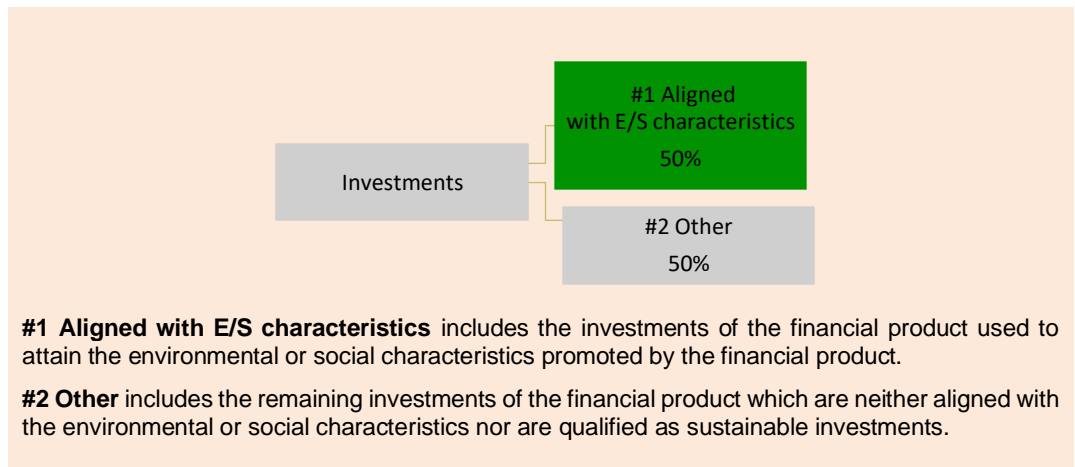 #1 Aligned
with E/S characteristics
50%
Investments
#2 Other
50%
#1 Aligned with E/S characteristics includes the investments of the financial product used to
attain the environmental or social characteristics promoted by the financial product.
#2 Other includes the remaining investments of the financial product which are neither aligned with
the environmental or social characteristics nor are qualified as sustainable investments.